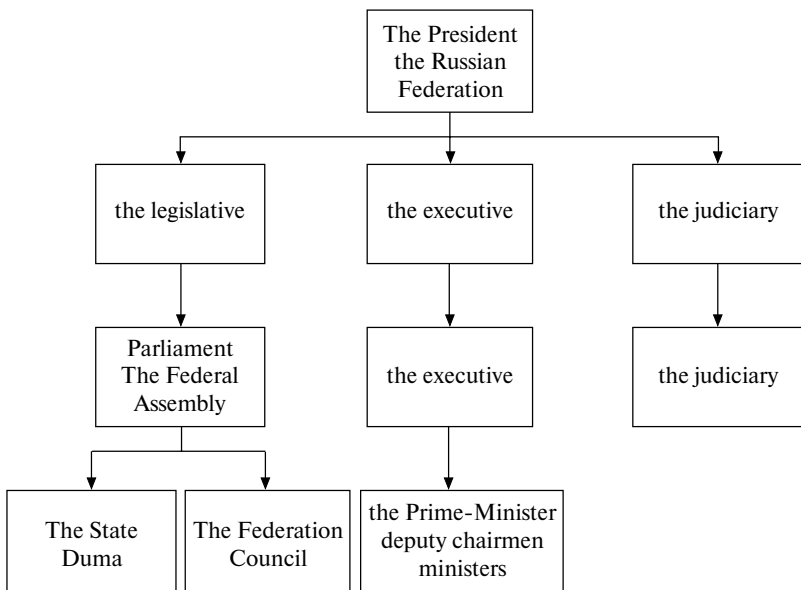 The President
the Russian
Federation
the legislative
the executive
the judiciary
Parliament
The Federal
Assembly
the executive
the judiciary
The State
Duma
The Federation
Council
the Prime-Minister
deputy chairmen
ministers